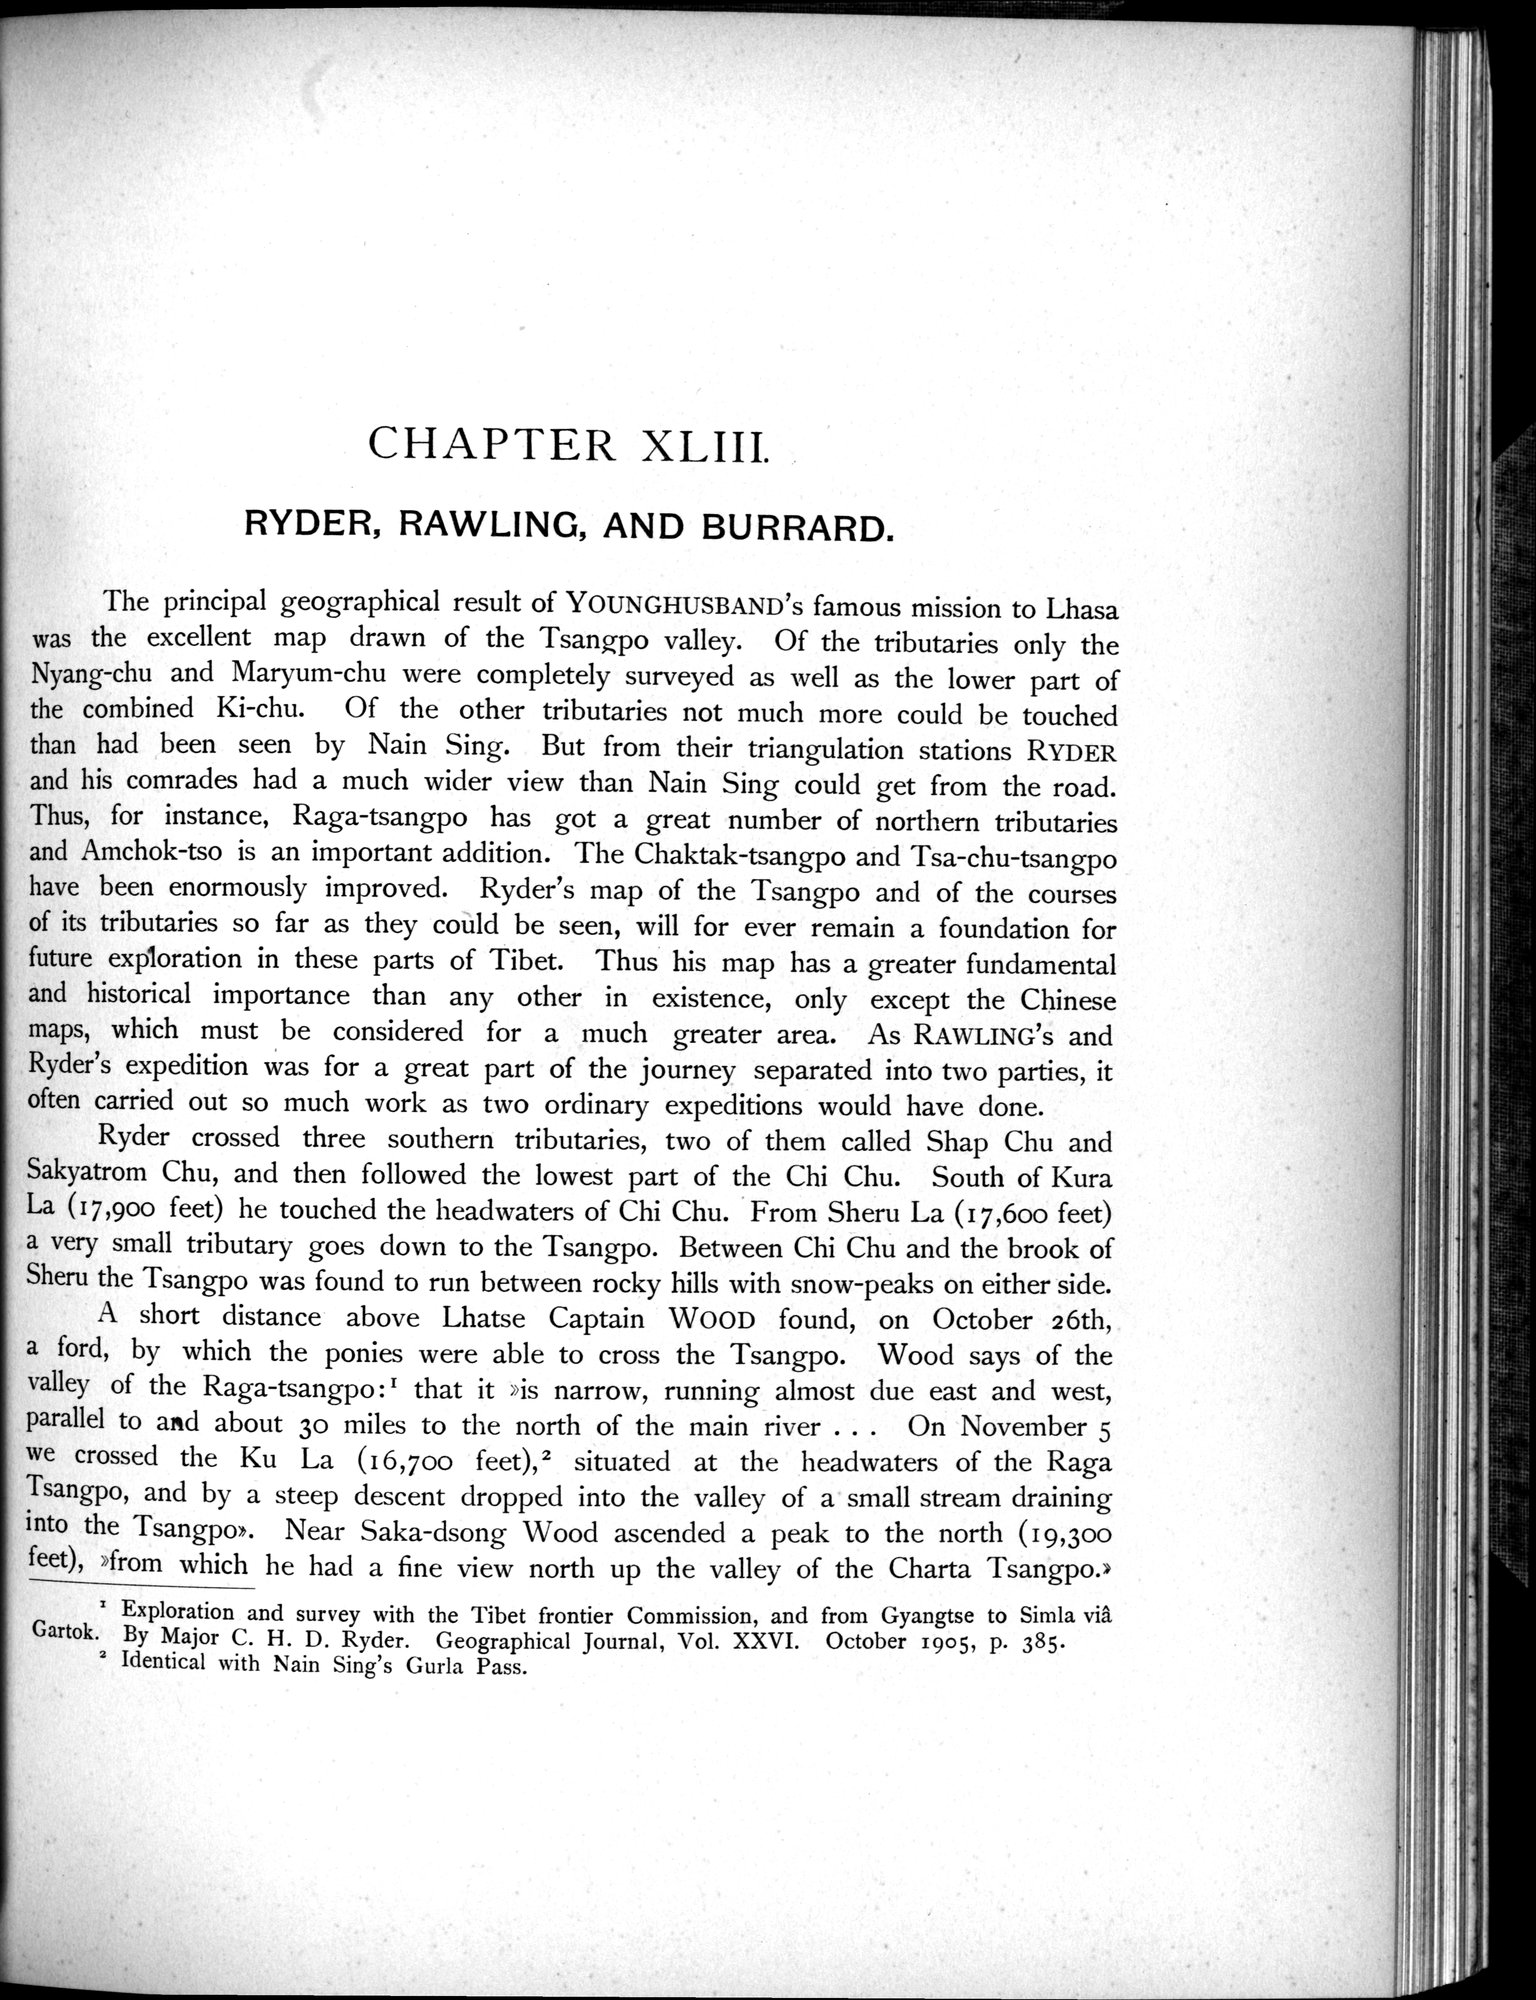 CHAPTER XLIII.
RYDER, RAWLING, AND BURRARD.
The principal geographical result of YOUNGHUSBAND's famous mission to Lhasa
was the excellent map drawn of the Tsangpo valley. Of the tributaries only the
Nyang-chu and Maryum-chu were completely surveyed as well as the lower part of
the combined Ki-chu. Of the other tributaries not much more could be touched
than had been seen by Nain Sing. But from their triangulation stations RYDER
and his comrades had a much wider view than Nain Sing could get from the road.
Thus, for instance, Raga-tsangpo has got a great number of northern tributaries
and Amchok-tso is an important addition. The Chaktak-tsangpo and Tsa-chu-tsangpo
have been enormously improved. Ryder's map of the Tsangpo and of the courses
of its tributaries so far as they could be seen, will for ever remain a foundation for
future exploration in these parts of Tibet. Thus his map has a greater fundamental
and historical importance than any other in existence, only except the Chinese
maps, which must be considered for a much greater area. As RAWLING's and
Ryder's expedition was for a great part of the journey separated into two parties, it
often carried out so much work as two ordinary expeditions would have done.
Ryder crossed three southern tributaries, two of them called Shap Chu and
Sakyatrom Chu, and then followed the lowest part of the Chi Chu. South of Kura
La (17,900 feet) he touched the headwaters of Chi Chu. From Sheru La (17,600 feet)
a very small tributary goes down to the Tsangpo. Between Chi Chu and the brook of
Sheru the Tsangpo was found to run between rocky hills with snow-peaks on either side.
A short distance above Lhatse Captain WOOD found, on October 26th,
a ford, by which the ponies were able to cross the Tsangpo. Wood says of the
valley of the Raga-tsangpo:¹ that it »is narrow, running almost due east and west,
parallel to and about 30 miles to the north of the main river . . . On November 5
we crossed the Ku La (16,700 feet),² situated at the headwaters of the Raga
Tsangpo, and by a steep descent dropped into the valley of a small stream draining
into the Tsangpo». Near Saka-dsong Wood ascended a peak to the north (19,300
feet), »from which he had a fine view north up the valley of the Charta Tsangpo.»
¹ Exploration and survey with the Tibet frontier Commission, and from Gyangtse to Simla viâ
Gartok. By Major C. H. D. Ryder. Geographical Journal, Vol. XXVI. October 1905, p. 385.
² Identical with Nain Sing's Gurla Pass.